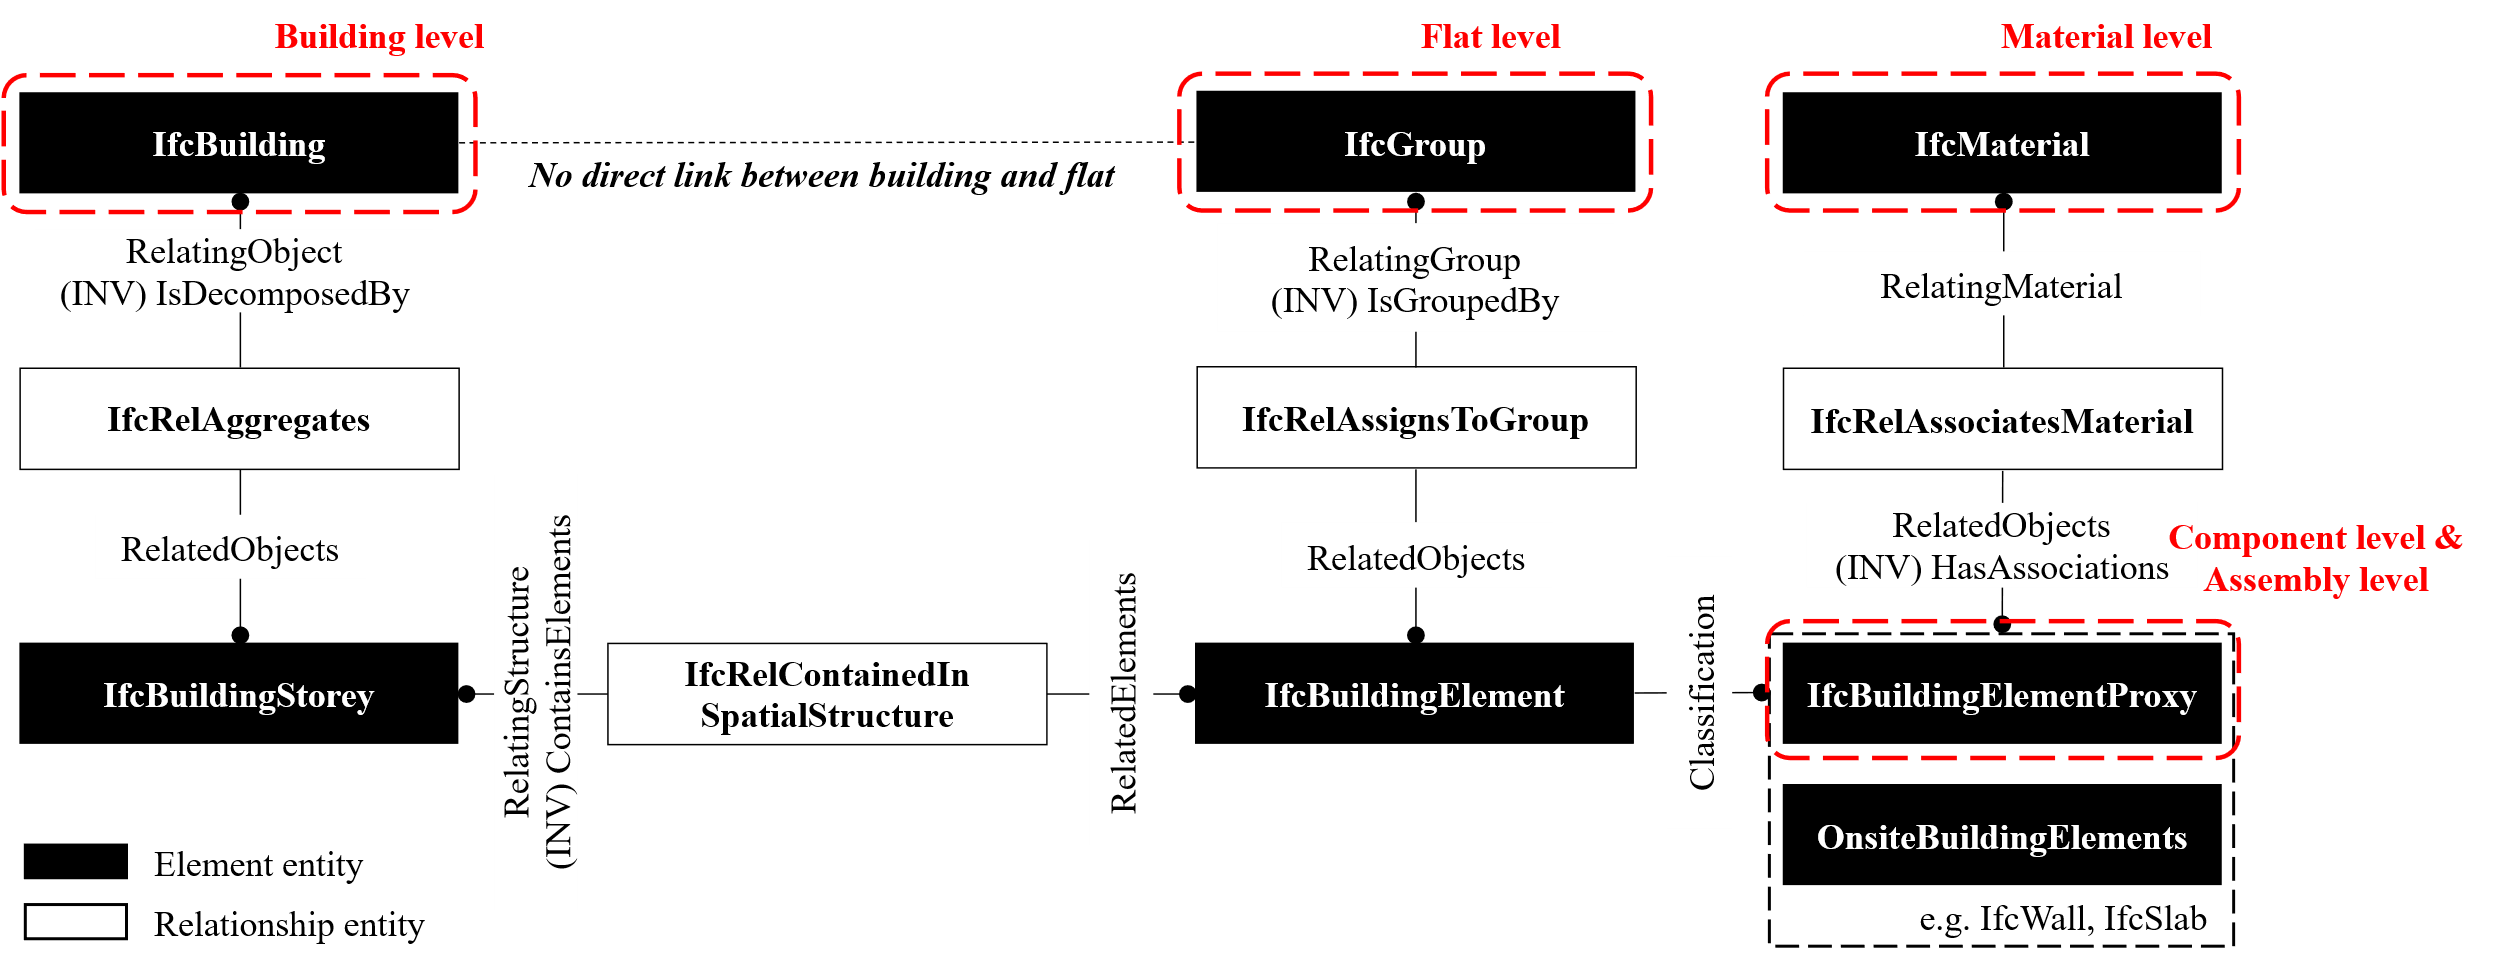 Building level
Flat level
Material level
IfcBuilding
No direct link between building and flat
IfcGroup
IfcMaterial
RelatingObject
(INV) IsDecomposedBy
RelatingGroup
(INV) IsGroupedBy
RelatingMaterial
IfcRelAggregates
IfcRelAssignsToGroup
IfcRelAssociatesMaterial
RelatedObjects
RelatedObjects
RelatedObjects
(INV) HasAssociations
Component level &
Assembly level
IfcBuildingStorey
RelatingStructure
(INV) ContainsElements
IfcRelContainedIn
SpatialStructure
RelatedElements
IfcBuildingElement
Classification
IfcBuildingElementProxy
OnsiteBuildingElements
e.g. IfcWall, IfcSlab
Element entity
Relationship entity